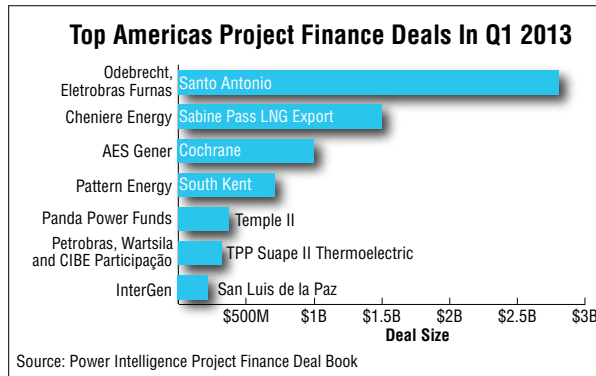 Top Americas Project Finance Deals In Q1 2013
Odebrecht,
Eletrobras Furnas
Santo Antonio
Cheniere Energy
Sabine Pass LNG Export
AES Gener
Cochrane
Pattern Energy
South Kent
Panda Power Funds
Temple II
Petrobras, Wartsila
and CIBE Participação
TPP Suape II Thermoelectric
InterGen
San Luis de la Paz
$500M
$1B
$1.5B
$2B
$2.5B
$3B
Deal Size
Source: Power Intelligence Project Finance Deal Book